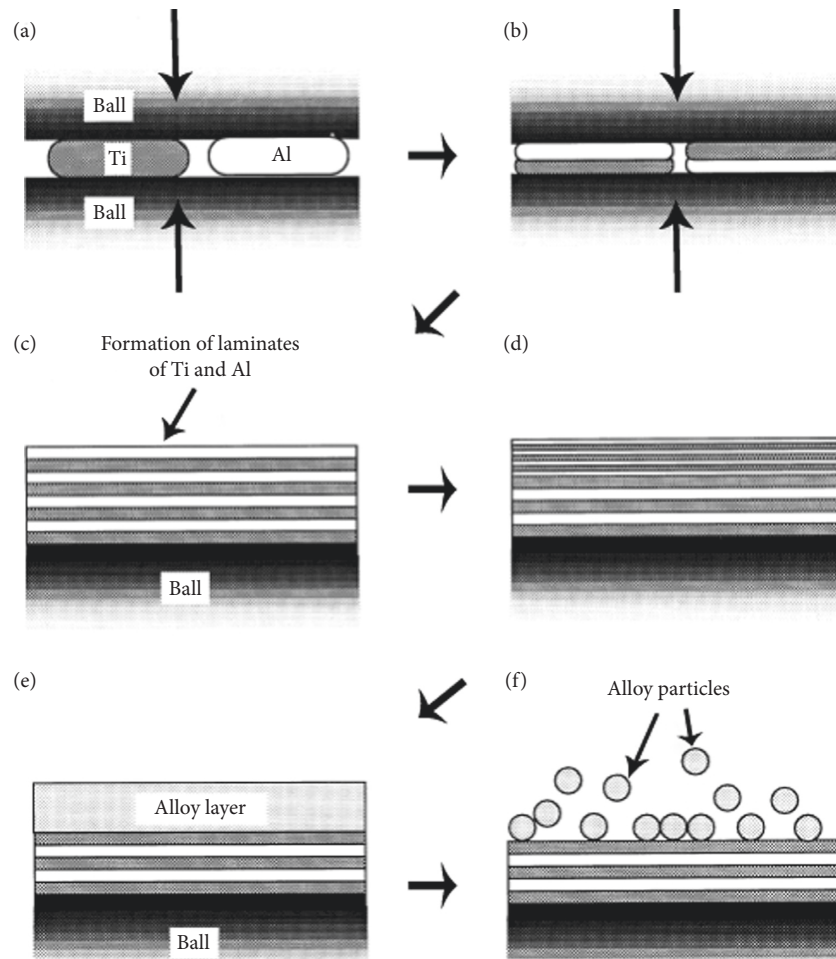 (a)
Ball
Ti
Al
Ball
(b)
(c)
Formation of laminates
of Ti and Al
Ball
(d)
(e)
Alloy layer
Ball
(f)
Alloy particles